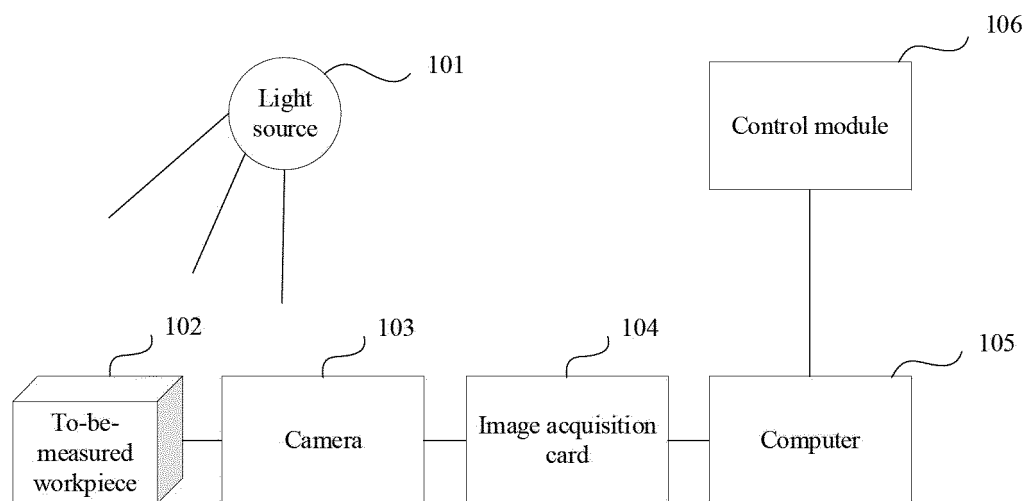 106
101
Light
source
Control module
102
103
104
105
To-be-
measured
workpiece
Camera
Image acquisition
card
Computer